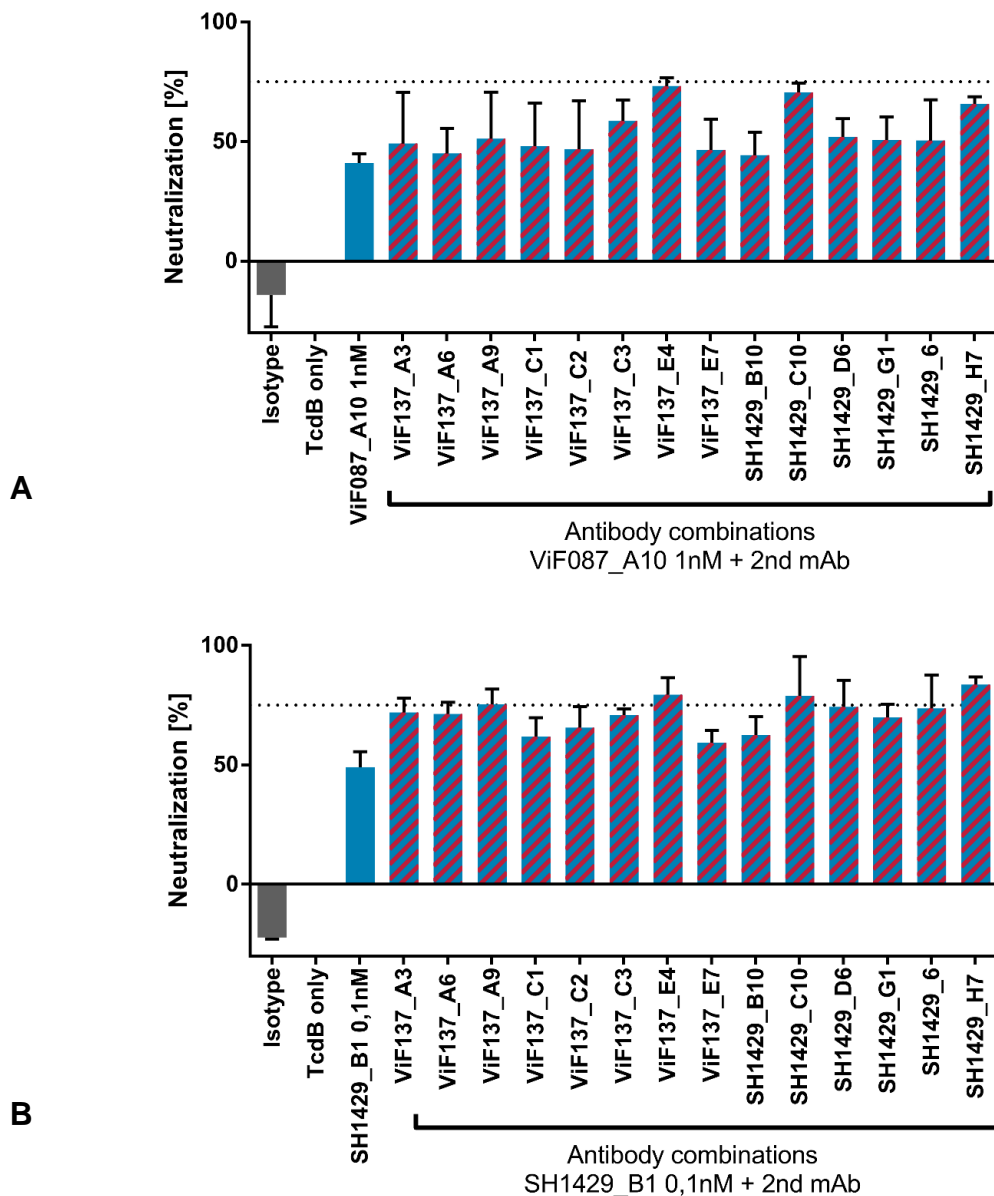 100
50
0
Neutralization [%]
Isotype
TcdB only
ViF087_A10 1nM
ViF137_A3
ViF137_A6
ViF137_A9
ViF137_C1
ViF137_C2
ViF137_C3
ViF137_E4
ViF137_E7
SH1429_B10
SH1429_C10
SH1429_D6
SH1429_G1
SH1429_6
SH1429_H7
A
Antibody combinations
ViF087_A10 1nM + 2nd mAb
100
50
0
Neutralization [%]
Isotype
TcdB only
SH1429_B1 0,1nM
ViF137_A3
ViF137_A6
ViF137_A9
ViF137_C1
ViF137_C2
ViF137_C3
ViF137_E4
ViF137_E7
SH1429_B10
SH1429_C10
SH1429_D6
SH1429_G1
SH1429_6
SH1429_H7
B
Antibody combinations
SH1429_B1 0,1nM + 2nd mAb